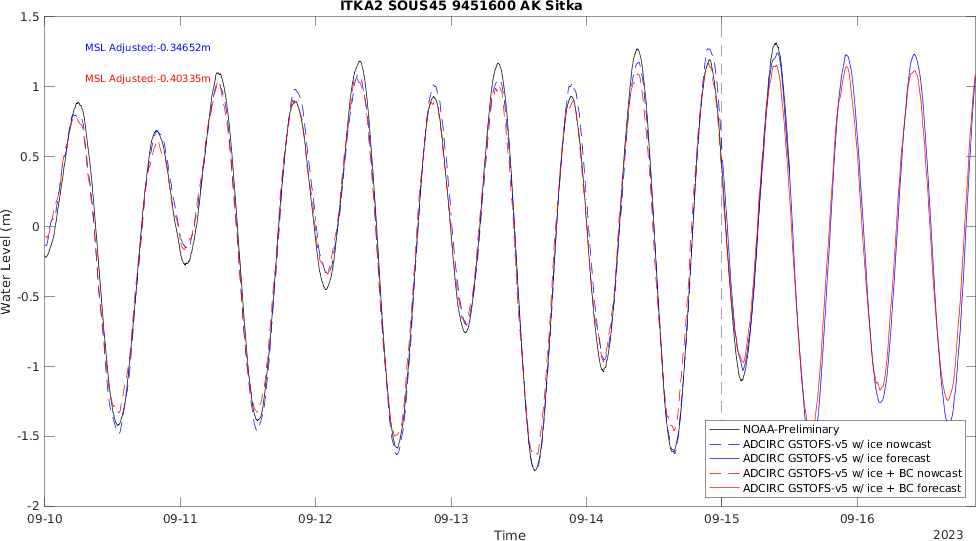 ITKA2 SOUS45 9451600 AK Sitka
MSL Adjusted:-0.34652m
MSL Adjusted:-0.40335m
Water Level (m)
1.5
1
0.5
0
-0.5
-1
-1.5
-2
NOAA-Preliminary
ADCIRC GSTOFS-v5 w/ ice nowcast
ADCIRC GSTOFS-v5 w/ ice forecast
ADCIRC GSTOFS-v5 w/ ice + BC nowcast
ADCIRC GSTOFS-v5 w/ ice + BC forecast
09-10 09-11 09-12 09-13 09-14 09-15 09-16
Time
2023